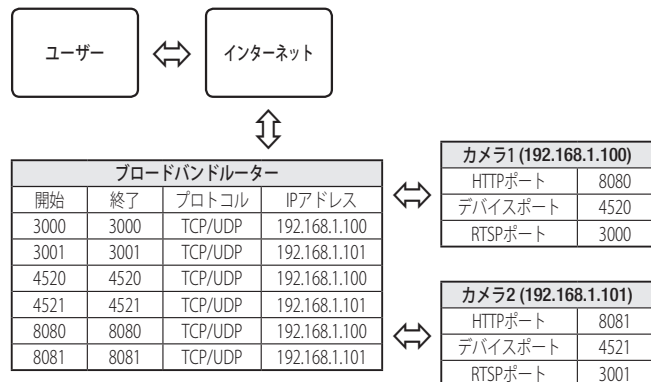 ユーザー
インターネット
ブロードバンドルーター
開始 終了 プロトコル IPアドレス
3000 3000 TCP/UDP 192.168.1.100
3001 3001 TCP/UDP 192.168.1.101
4520 4520 TCP/UDP 192.168.1.100
4521 4521 TCP/UDP 192.168.1.101
8080 8080 TCP/UDP 192.168.1.100
8081 8081 TCP/UDP 192.168.1.101
カメラ1 (192.168.1.100)
HTTPポート 8080
デバイスポート 4520
RTSPポート 3000
カメラ2 (192.168.1.101)
HTTPポート 8081
デバイスポート 4521
RTSPポート 3001